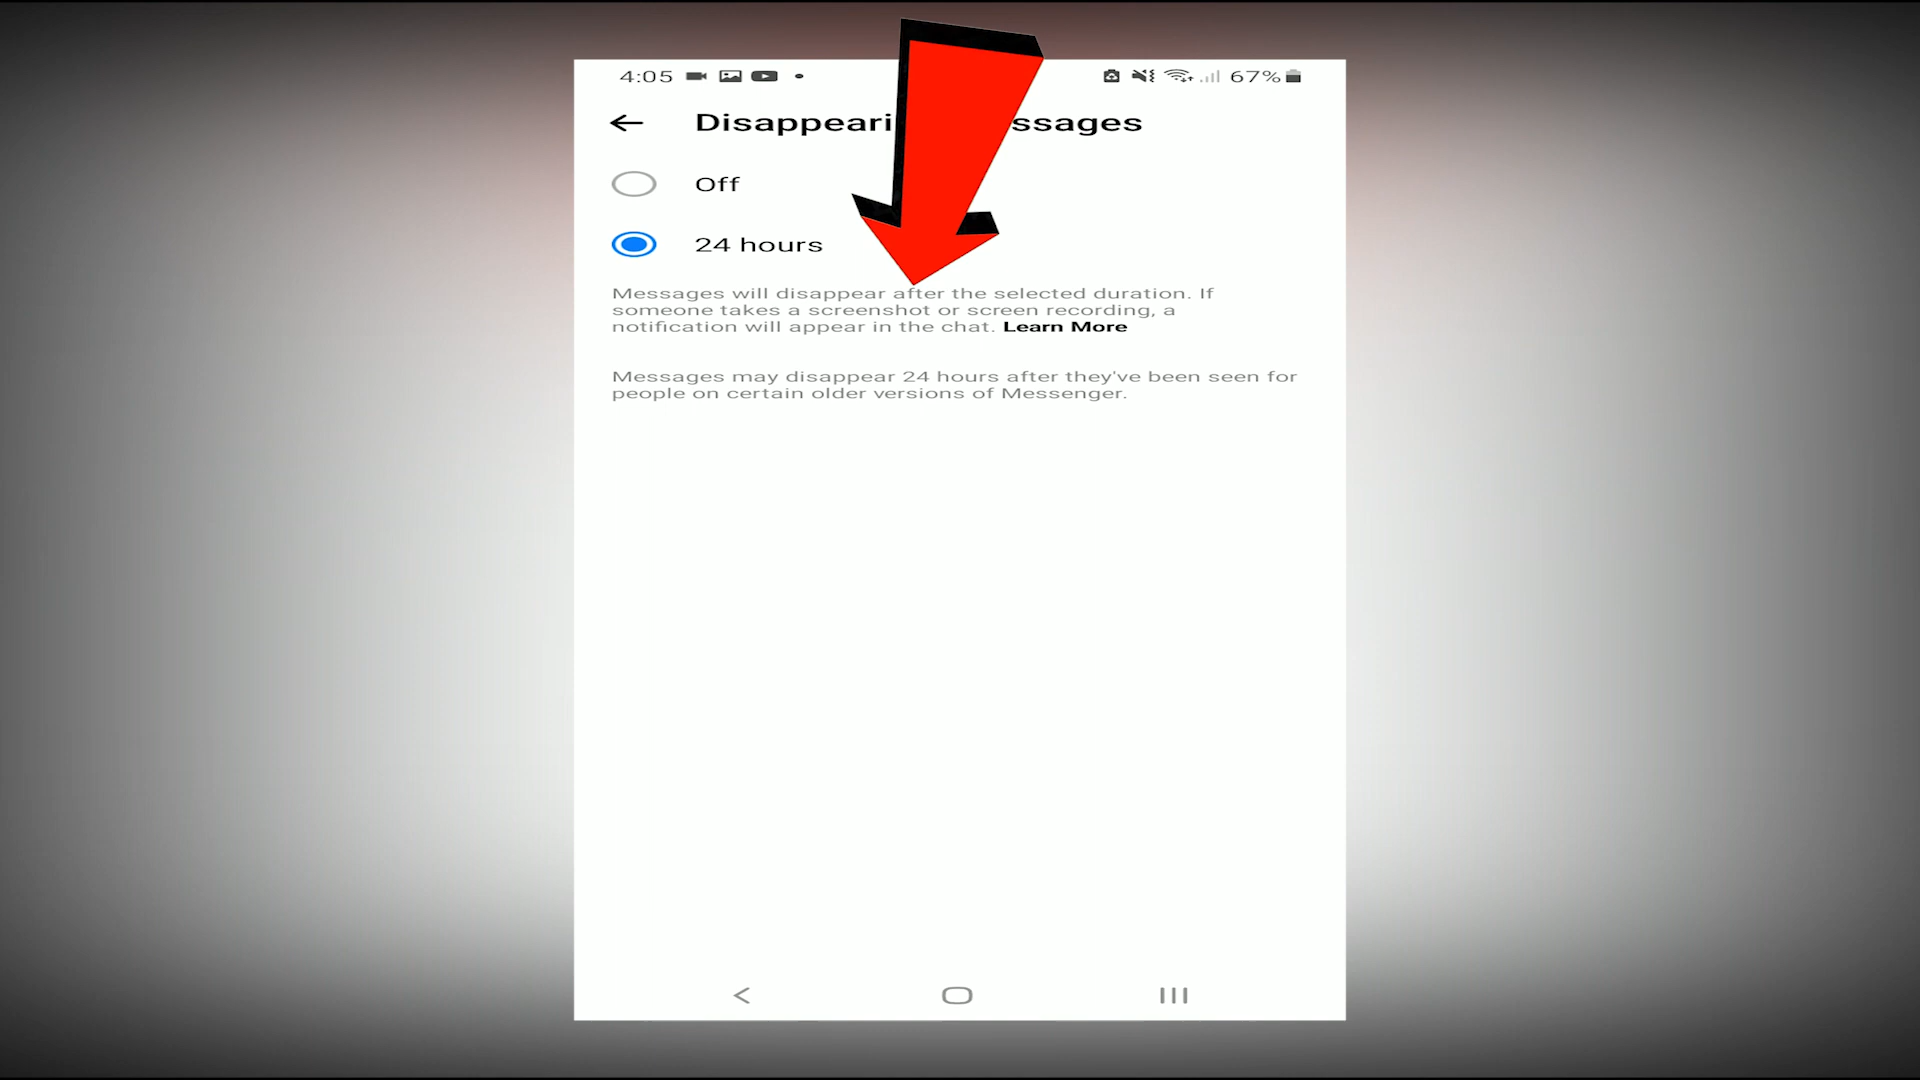 4:05 67%
Disappeari ssages
Off
24 hours
Messages will disappear after the selected duration. If
someone takes a screenshot or screen recording, a
notification will appear in the chat. Learn More
Messages may disappear 24 hours after they've been seen for
people on certain older versions of Messenger.